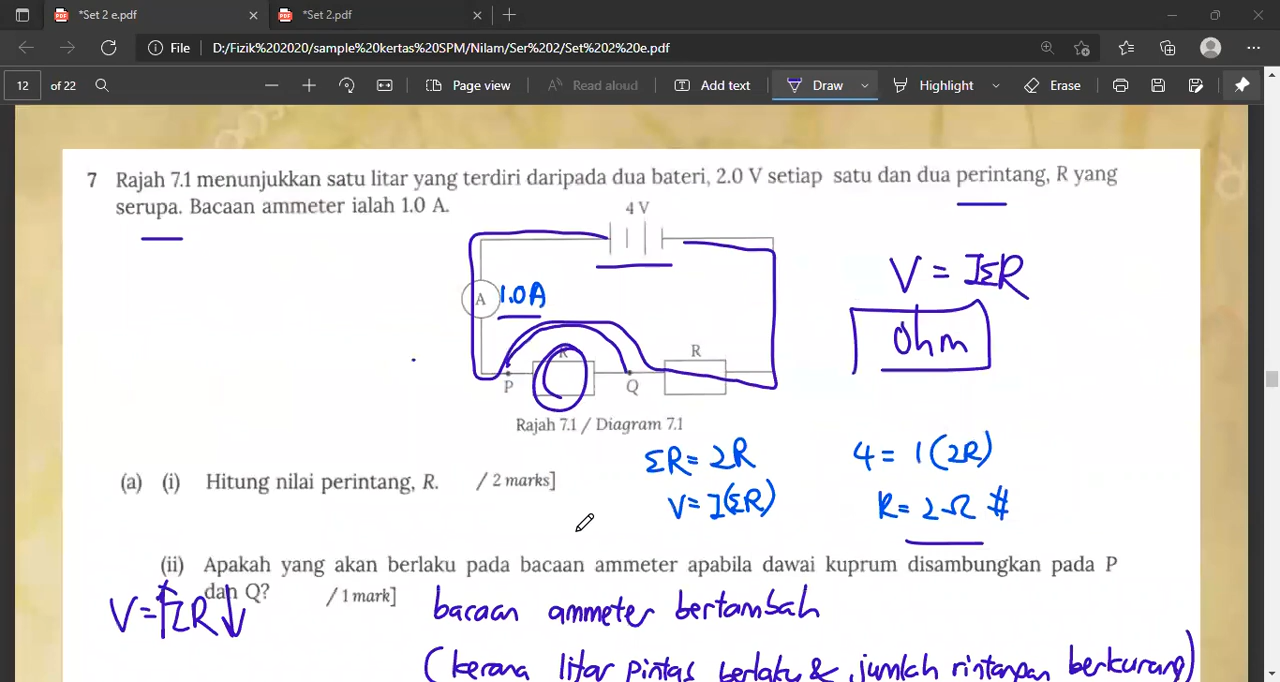 *Set 2 e.pdf
*Set 2.pdf
File D:/Fizik%202020/sample%20kertas%20SPM/Nilam/Ser%202/Set%202%20e.pdf
12 of 22 Page view Read aloud Add text Draw Highlight Erase
7 Rajah 7.1 menunjukkan satu litar yang terdiri daripada dua bateri, 2.0 V setiap satu dan dua perintang, R yang
serupa. Bacaan ammeter ialah 1.0 A.
4 V
V = IΣR
A 1.0A
ohm
R R
P Q
Rajah 7.1 / Diagram 7.1
ΣR = 2R 4 = 1(2R)
(a) (i) Hitung nilai perintang, R. / 2 marks]
V = I(ΣR) R = 2Ω #
(ii) Apakah yang akan berlaku pada bacaan ammeter apabila dawai kuprum disambungkan pada P
dan Q? / 1 mark]
V = IΣR bacaan ammeter bertambah
(kerana litar pintas berlaku & jumlah rintangan berkurang)